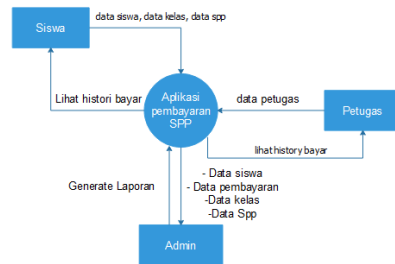 Siswa
data siswa, data kelas, data spp
Lihat histori bayar
Aplikasi
pembayaran
SPP
data petugas
Petugas
lihat history bayar
Generate Laporan
- Data siswa
- Data pembayaran
-Data kelas
-Data Spp
Admin